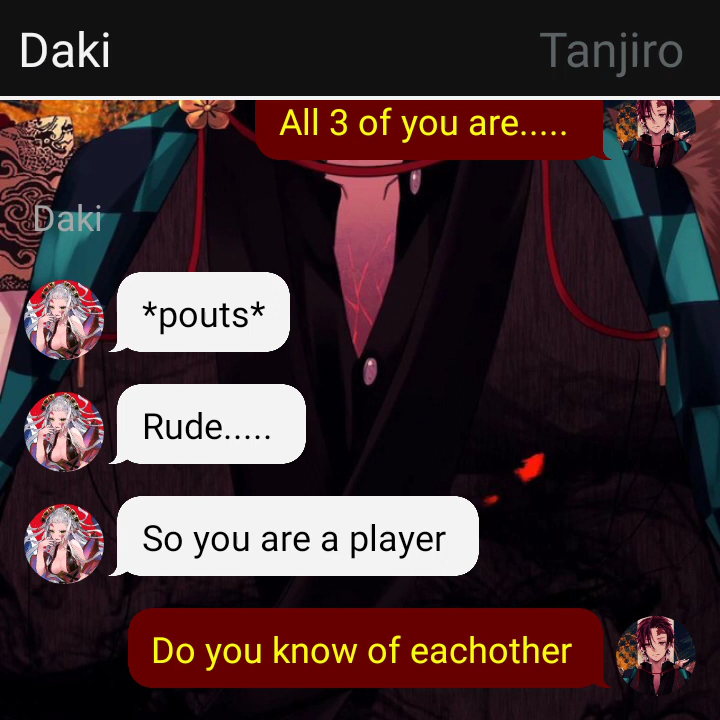 Daki
Tanjiro
All 3 of you are.....
Daki
*pouts*
Rude.....
So you are a player
Do you know of eachother